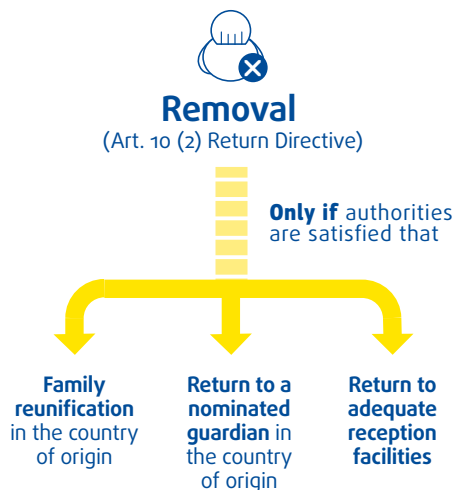 Removal
(Art. 10 (2) Return Directive)
Only if authorities
are satisfied that
Family
reunification
in the country
of origin
Return to a
nominated
guardian in
the country
of origin
Return to
adequate
reception
facilities